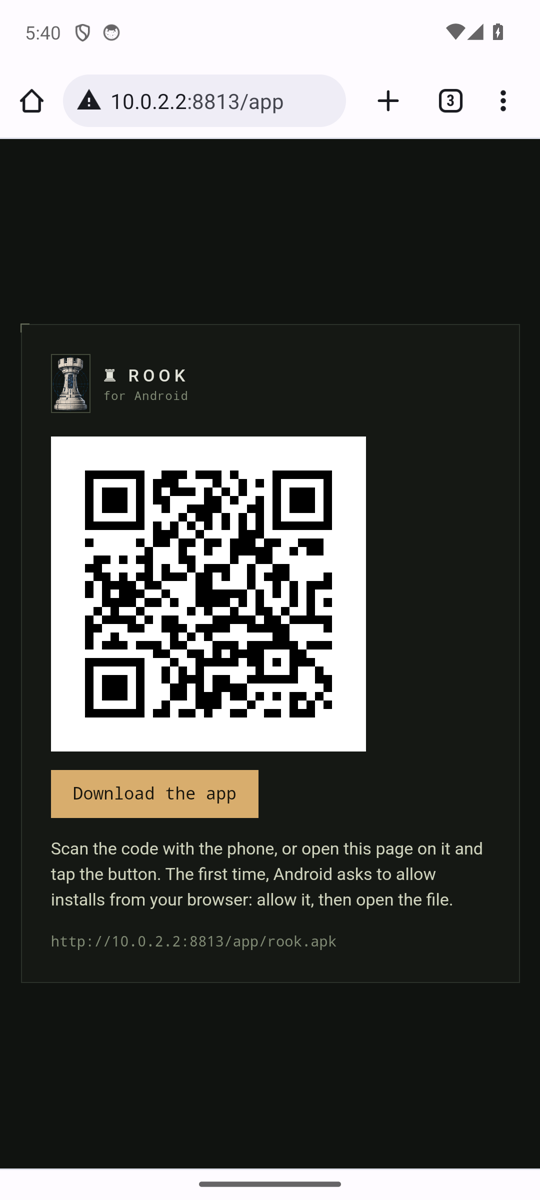 5:40
10.0.2.2:8813/app
3
♜ ROOK
for Android
Download the app
Scan the code with the phone, or open this page on it and
tap the button. The first time, Android asks to allow
installs from your browser: allow it, then open the file.
http://10.0.2.2:8813/app/rook.apk